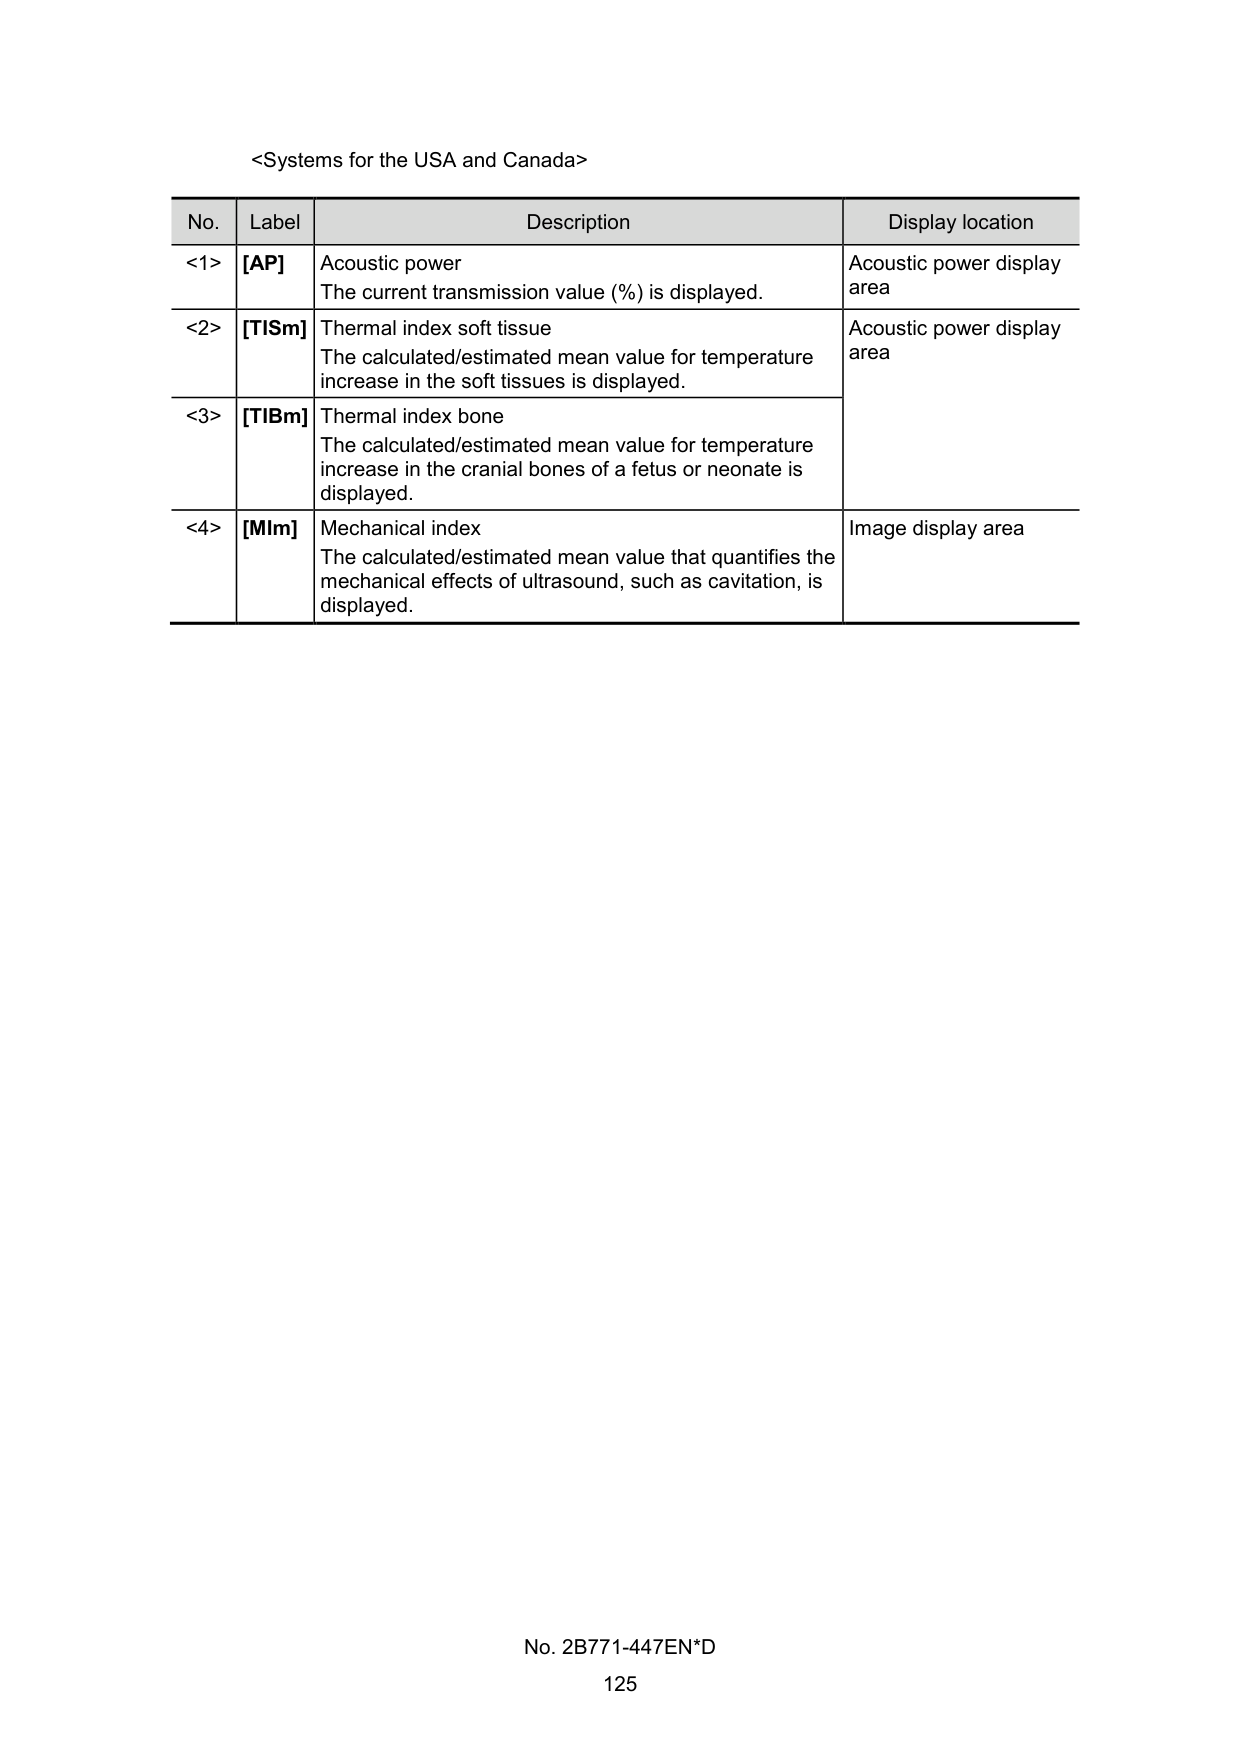 <Systems for the USA and Canada>
No. Label Description Display location
<1> [AP] Acoustic power Acoustic power display
area
The current transmission value (%) is displayed.
<2> [TISm] Thermal index soft tissue Acoustic power display
area
The calculated/estimated mean value for temperature
increase in the soft tissues is displayed.
<3> [TIBm] Thermal index bone
The calculated/estimated mean value for temperature
increase in the cranial bones of a fetus or neonate is
displayed.
<4> [MIm] Mechanical index Image display area
The calculated/estimated mean value that quantifies the
mechanical effects of ultrasound, such as cavitation, is
displayed.
No. 2B771-447EN*D
125